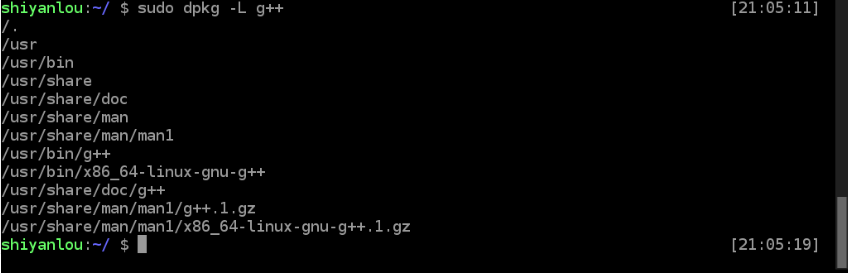 shiyanlou:~/ $ sudo dpkg -L g++ [21:05:11]
/.
/usr
/usr/bin
/usr/share
/usr/share/doc
/usr/share/man
/usr/share/man/man1
/usr/bin/g++
/usr/bin/x86_64-linux-gnu-g++
/usr/share/doc/g++
/usr/share/man/man1/g++.1.gz
/usr/share/man/man1/x86_64-linux-gnu-g++.1.gz
shiyanlou:~/ $ [21:05:19]